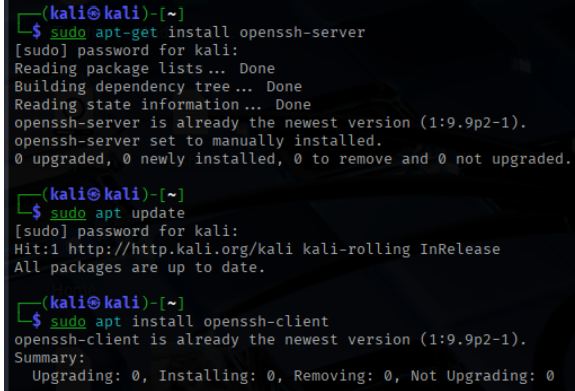 ┌──(kali㉿kali)-[~]
└─$ sudo apt-get install openssh-server
[sudo] password for kali:
Reading package lists... Done
Building dependency tree... Done
Reading state information... Done
openssh-server is already the newest version (1:9.9p2-1).
openssh-server set to manually installed.
0 upgraded, 0 newly installed, 0 to remove and 0 not upgraded.
┌──(kali㉿kali)-[~]
└─$ sudo apt update
[sudo] password for kali:
Hit:1 http://http.kali.org/kali kali-rolling InRelease
All packages are up to date.
┌──(kali㉿kali)-[~]
└─$ sudo apt install openssh-client
openssh-client is already the newest version (1:9.9p2-1).
Summary:
  Upgrading: 0, Installing: 0, Removing: 0, Not Upgrading: 0